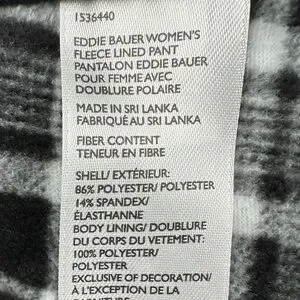 1536440
EDDIE BAUER WOMEN'S
FLEECE LINED PANT
PANTALON EDDIE BAUER
POUR FEMME AVEC
DOUBLURE POLAIRE
MADE IN SRI LANKA
FABRIQUÉ AU SRI LANKA
FIBER CONTENT
TENEUR EN FIBRE
SHELL/ EXTÉRIEUR:
86% POLYESTER/ POLYESTER
14% SPANDEX/
ÉLASTHANNE
BODY LINING/ DOUBLURE
DU CORPS DU VETEMENT:
100% POLYESTER/
POLYESTER
EXCLUSIVE OF DECORATION/
À L'EXCEPTION DE LA